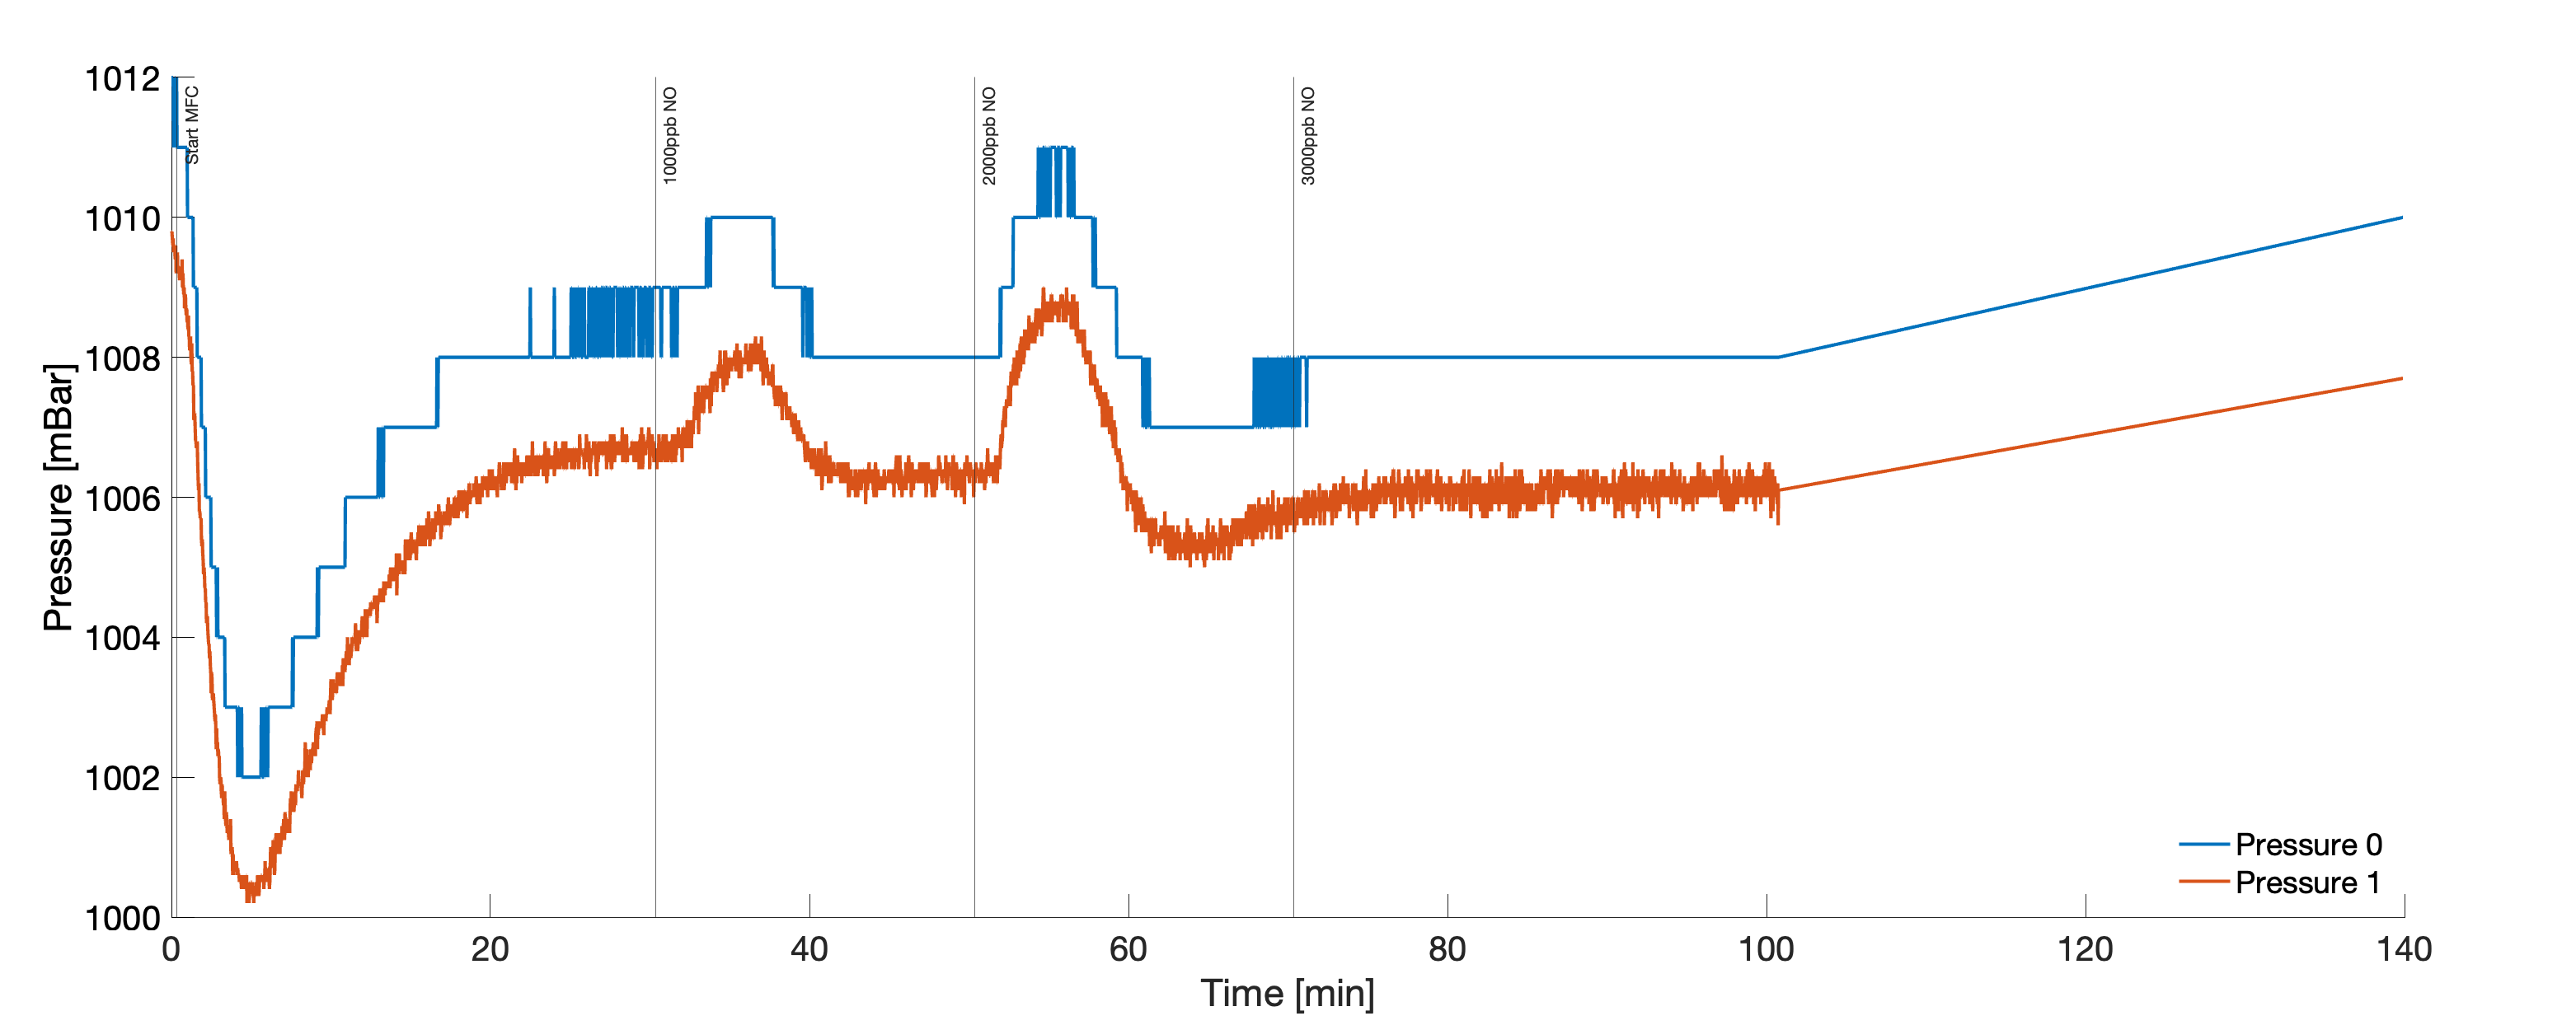 1012
1010
1008
1006
1004
1002
1000
Pressure [mBar]
Start MFC
1000ppb NO
2000ppb NO
3000ppb NO
Pressure 0
Pressure 1
0 20 40 60 80 100 120 140
Time [min]